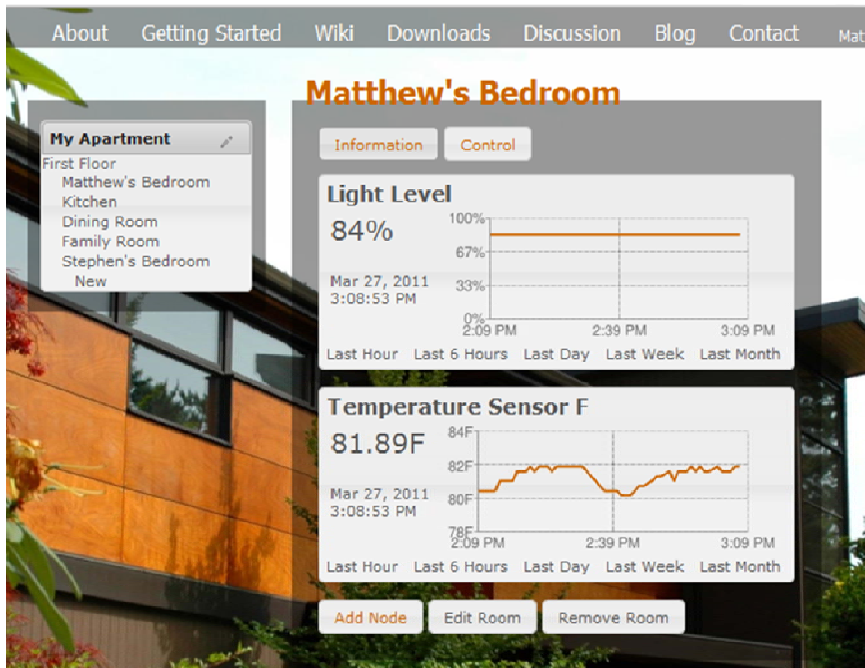 About Getting Started Wiki Downloads Discussion Blog Contact Mat
Matthew's Bedroom
My Apartment
First Floor
Matthew's Bedroom
Kitchen
Dining Room
Family Room
Stephen's Bedroom
New
Information Control
Light Level
84%
Mar 27, 2011
3:08:53 PM
100%
67%
33%
0%
2:09 PM 2:39 PM 3:09 PM
Last Hour Last 6 Hours Last Day Last Week Last Month
Temperature Sensor F
81.89F
Mar 27, 2011
3:08:53 PM
84F
82F
80F
78F
2:09 PM 2:39 PM 3:09 PM
Last Hour Last 6 Hours Last Day Last Week Last Month
Add Node Edit Room Remove Room